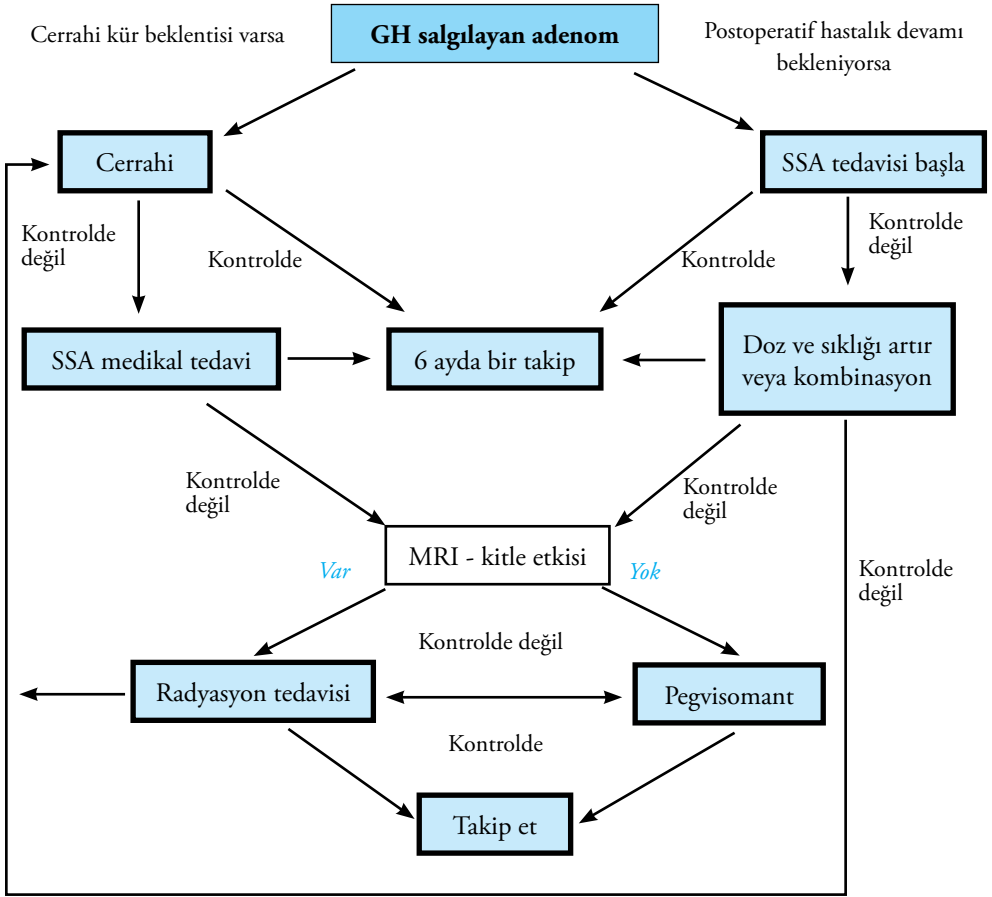 Cerrahi kür beklentisi varsa
GH salgılayan adenom
Postoperatif hastalık devamı
bekleniyorsa
Cerrahi
SSA tedavisi başla
Kontrolde
değil
Kontrolde
Kontrolde
Kontrolde
değil
SSA medikal tedavi
6 ayda bir takip
Doz ve sıklığı artır
veya kombinasyon
Kontrolde
değil
Kontrolde
değil
MRI - kitle etkisi
Var
Yok
Kontrolde
değil
Kontrolde değil
Radyasyon tedavisi
Pegvisomant
Kontrolde
Takip et